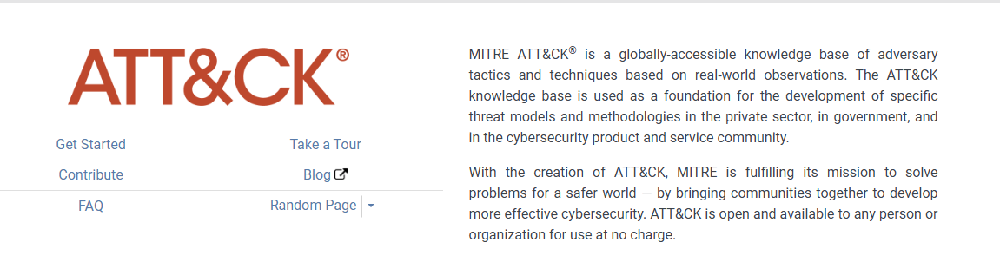 ATT&CK®
Get Started
Take a Tour
Contribute
Blog
FAQ
Random Page
MITRE ATT&CK® is a globally-accessible knowledge base of adversary
tactics and techniques based on real-world observations. The ATT&CK
knowledge base is used as a foundation for the development of specific
threat models and methodologies in the private sector, in government, and
in the cybersecurity product and service community.
With the creation of ATT&CK, MITRE is fulfilling its mission to solve
problems for a safer world — by bringing communities together to develop
more effective cybersecurity. ATT&CK is open and available to any person or
organization for use at no charge.